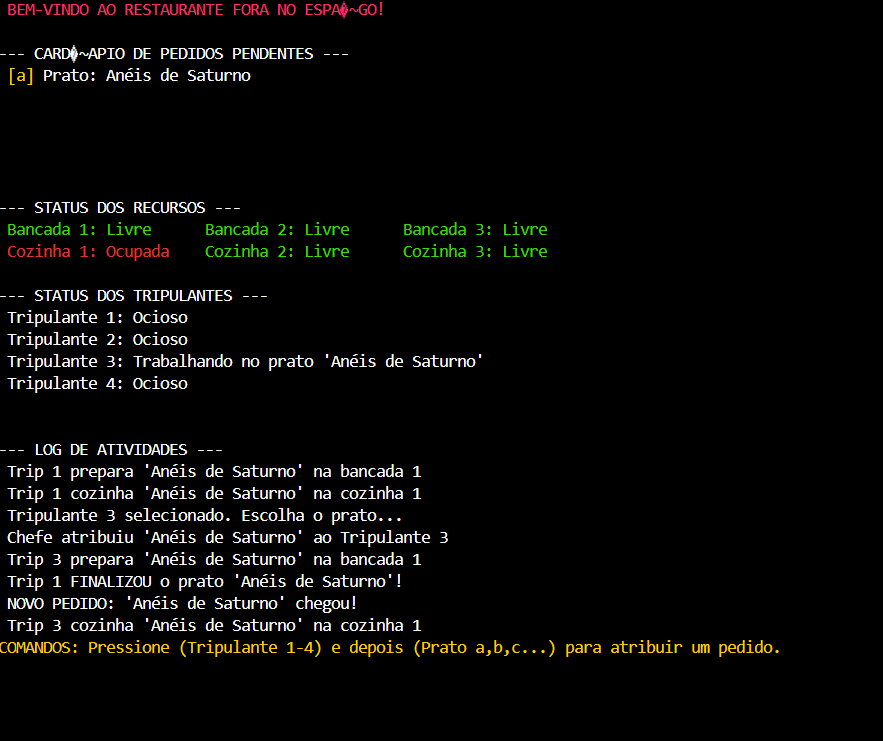 BEM-VINDO AO RESTAURANTE FORA NO ESPA�~GO!
--- CARD�~APIO DE PEDIDOS PENDENTES ---
[a] Prato: Anéis de Saturno
--- STATUS DOS RECURSOS ---
Bancada 1: Livre Bancada 2: Livre Bancada 3: Livre
Cozinha 1: Ocupada Cozinha 2: Livre Cozinha 3: Livre
--- STATUS DOS TRIPULANTES ---
Tripulante 1: Ocioso
Tripulante 2: Ocioso
Tripulante 3: Trabalhando no prato 'Anéis de Saturno'
Tripulante 4: Ocioso
--- LOG DE ATIVIDADES ---
Trip 1 prepara 'Anéis de Saturno' na bancada 1
Trip 1 cozinha 'Anéis de Saturno' na cozinha 1
Tripulante 3 selecionado. Escolha o prato...
Chefe atribuiu 'Anéis de Saturno' ao Tripulante 3
Trip 3 prepara 'Anéis de Saturno' na bancada 1
Trip 1 FINALIZOU o prato 'Anéis de Saturno'!
NOVO PEDIDO: 'Anéis de Saturno' chegou!
Trip 3 cozinha 'Anéis de Saturno' na cozinha 1
COMANDOS: Pressione (Tripulante 1-4) e depois (Prato a,b,c...) para atribuir um pedido.